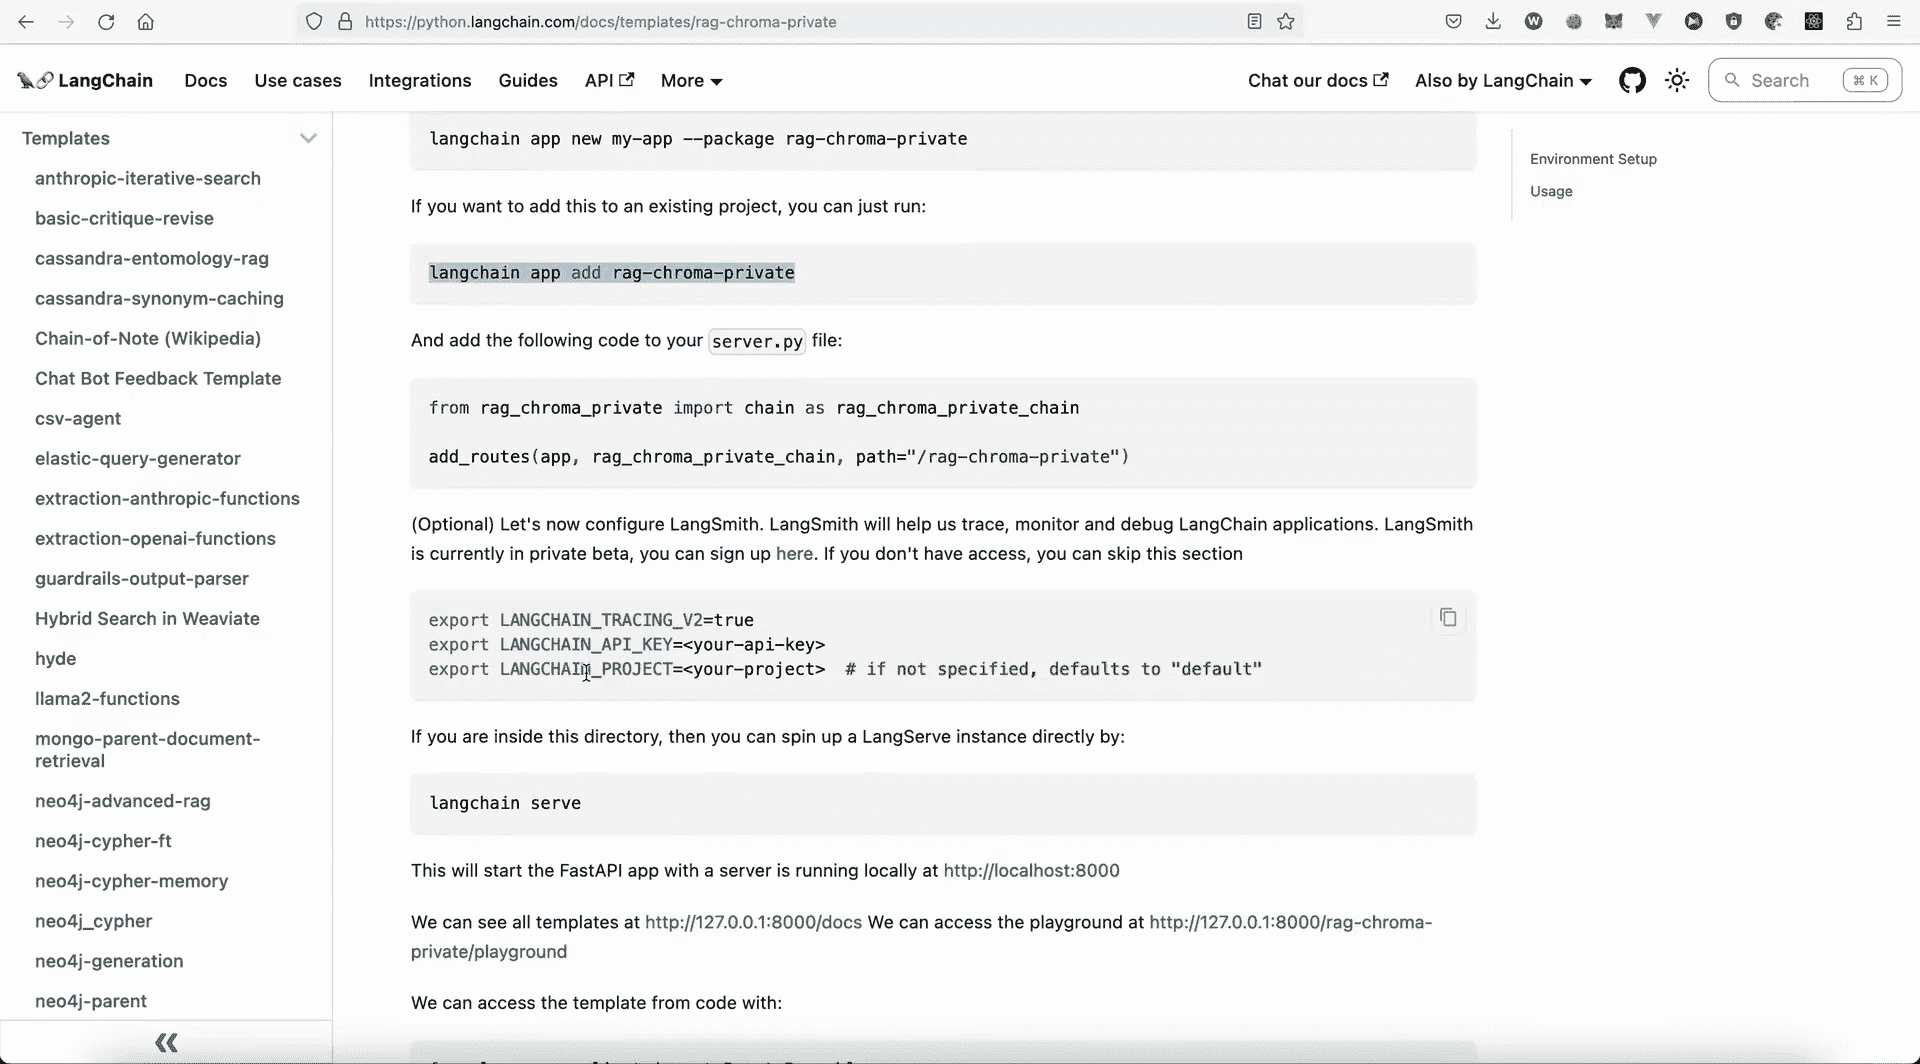 https://python.langchain.com/docs/templates/rag-chroma-private
LangChain
Docs
Use cases
Integrations
Guides
API
More
Chat our docs
Also by LangChain
Search
⌘ K
Templates
anthropic-iterative-search
basic-critique-revise
cassandra-entomology-rag
cassandra-synonym-caching
Chain-of-Note (Wikipedia)
Chat Bot Feedback Template
csv-agent
elastic-query-generator
extraction-anthropic-functions
extraction-openai-functions
guardrails-output-parser
Hybrid Search in Weaviate
hyde
llama2-functions
mongo-parent-document-
retrieval
neo4j-advanced-rag
neo4j-cypher-ft
neo4j-cypher-memory
neo4j_cypher
neo4j-generation
neo4j-parent
langchain app new my-app --package rag-chroma-private
If you want to add this to an existing project, you can just run:
langchain app add rag-chroma-private
And add the following code to your server.py file:
from rag_chroma_private import chain as rag_chroma_private_chain
add_routes(app, rag_chroma_private_chain, path="/rag-chroma-private")
(Optional) Let's now configure LangSmith. LangSmith will help us trace, monitor and debug LangChain applications. LangSmith
is currently in private beta, you can sign up here. If you don't have access, you can skip this section
export LANGCHAIN_TRACING_V2=true
export LANGCHAIN_API_KEY=<your-api-key>
export LANGCHAIN_PROJECT=<your-project>  # if not specified, defaults to "default"
If you are inside this directory, then you can spin up a LangServe instance directly by:
langchain serve
This will start the FastAPI app with a server is running locally at http://localhost:8000
We can see all templates at http://127.0.0.1:8000/docs We can access the playground at http://127.0.0.1:8000/rag-chroma-
private/playground
We can access the template from code with:
Environment Setup
Usage